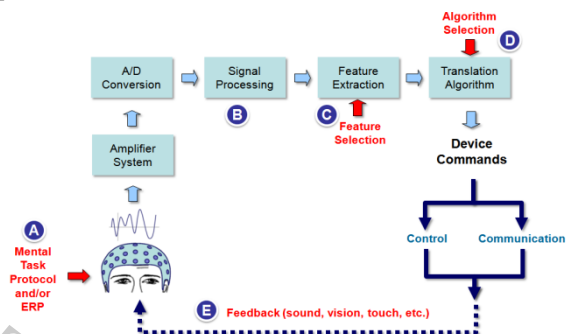 Algorithm
Selection
D
A/D
Conversion
Signal
Processing
Feature
Extraction
Translation
Algorithm
B
C
Feature
Selection
Amplifier
System
Device
Commands
A
Mental
Task
Protocol
and/or
ERP
Control
Communication
E
Feedback (sound, vision, touch, etc.)